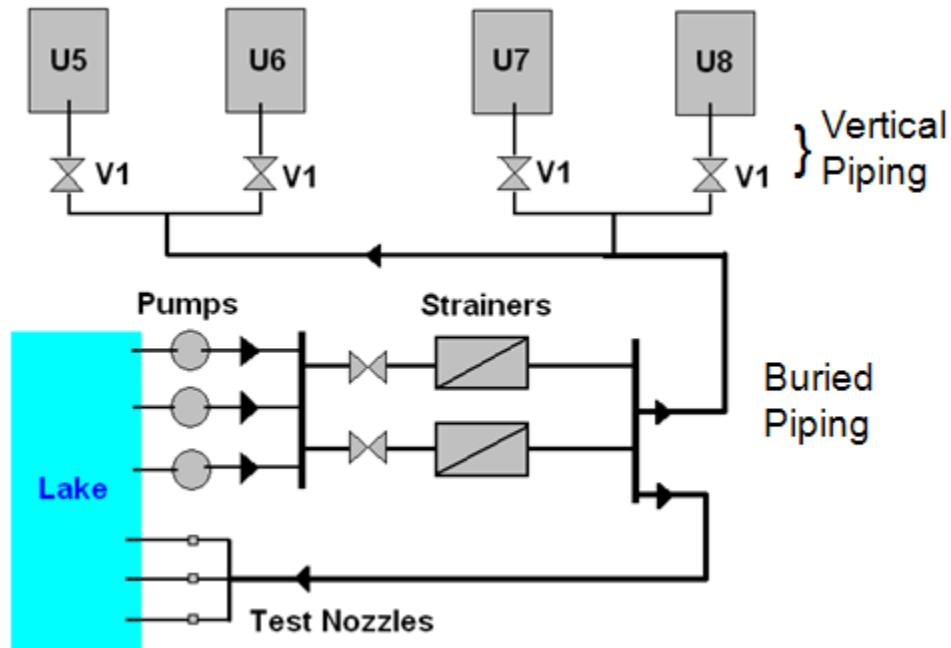 U5
U6
U7
U8
V1
V1
V1
V1
} Vertical
Piping
Pumps
Strainers
Buried
Piping
Lake
Test Nozzles